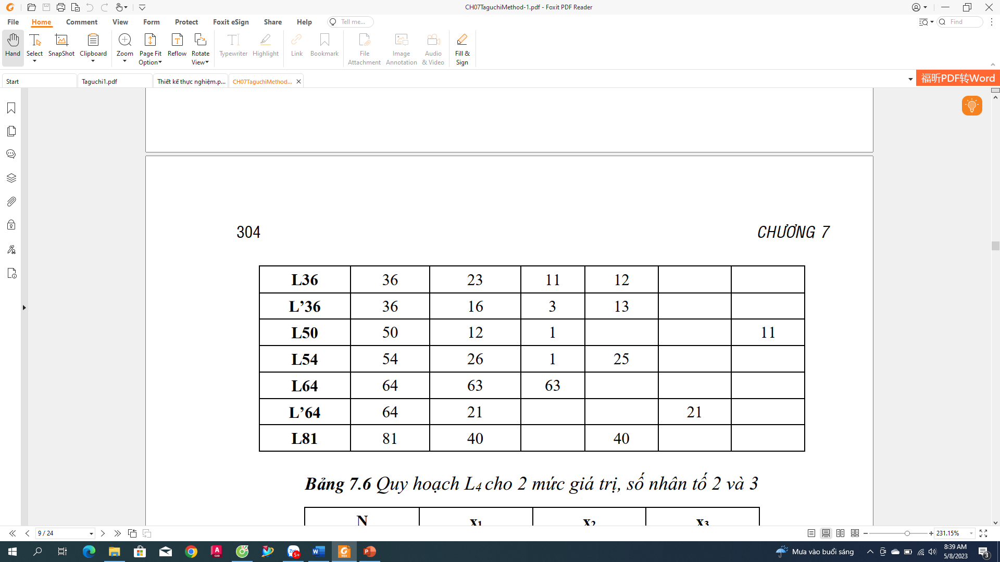 CH07TaguchiMethod-1.pdf - Foxit PDF Reader
File Home Comment View Form Protect Foxit eSign Share Help Tell me... Find
Hand Select SnapShot Clipboard Zoom Page Fit Option Reflow Rotate View Typewriter Highlight Link Bookmark File Attachment Image Annotation Audio & Video Fill & Sign
Start Taguchi1.pdf Thiết kế thực nghiệm.p... CH07TaguchiMethod... 福昕PDF转Word
304 CHƯƠNG 7
L36 36 23 11 12
L’36 36 16 3 13
L50 50 12 1 11
L54 54 26 1 25
L64 64 63 63
L’64 64 21 21
L81 81 40 40
Bảng 7.6 Quy hoạch L4 cho 2 mức giá trị, số nhân tố 2 và 3
N x1 x2 x3
9 / 24 231.15%
Mưa vào buổi sáng 8:39 AM
5/8/2023 3